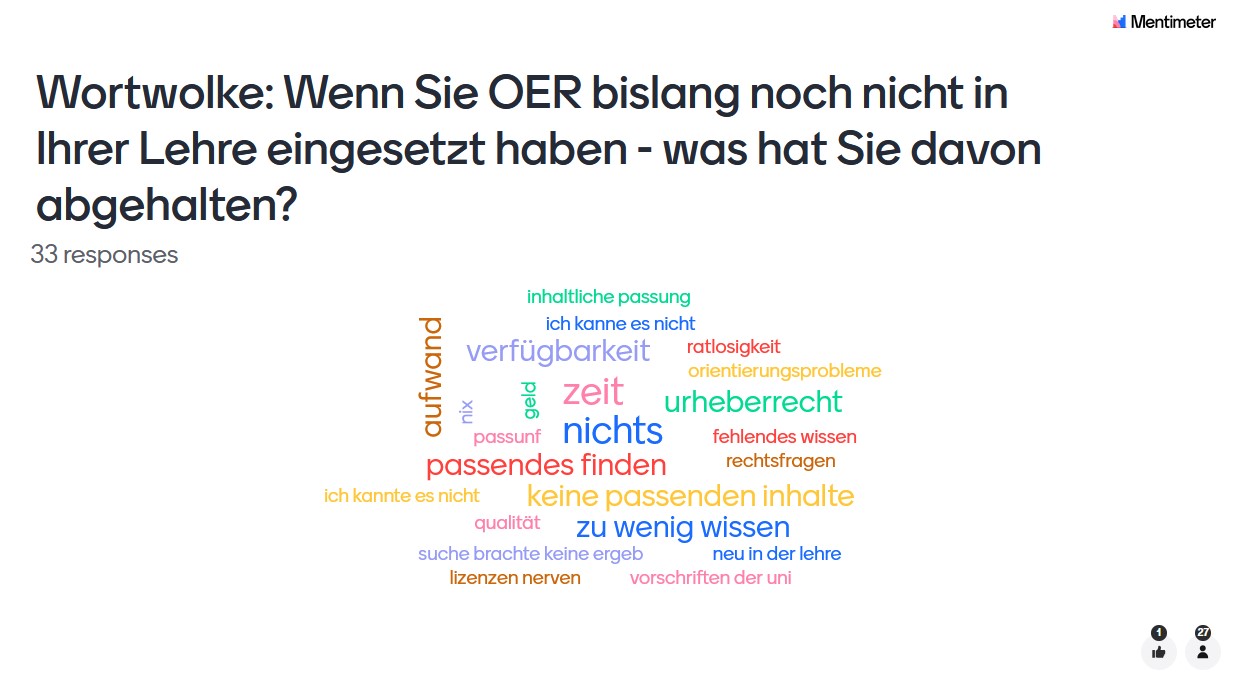 Mentimeter
Wortwolke: Wenn Sie OER bislang noch nicht in
Ihrer Lehre eingesetzt haben - was hat Sie davon
abgehalten?
33 responses
inhaltliche passung
ich kanne es nicht
aufwand
verfügbarkeit
ratlosigkeit
orientierungsprobleme
nix
geld
zeit
urheberrecht
passunf
nichts
fehlendes wissen
passendes finden
rechtsfragen
ich kannte es nicht
keine passenden inhalte
qualität
zu wenig wissen
suche brachte keine ergeb
neu in der lehre
lizenzen nerven
vorschriften der uni
1
27